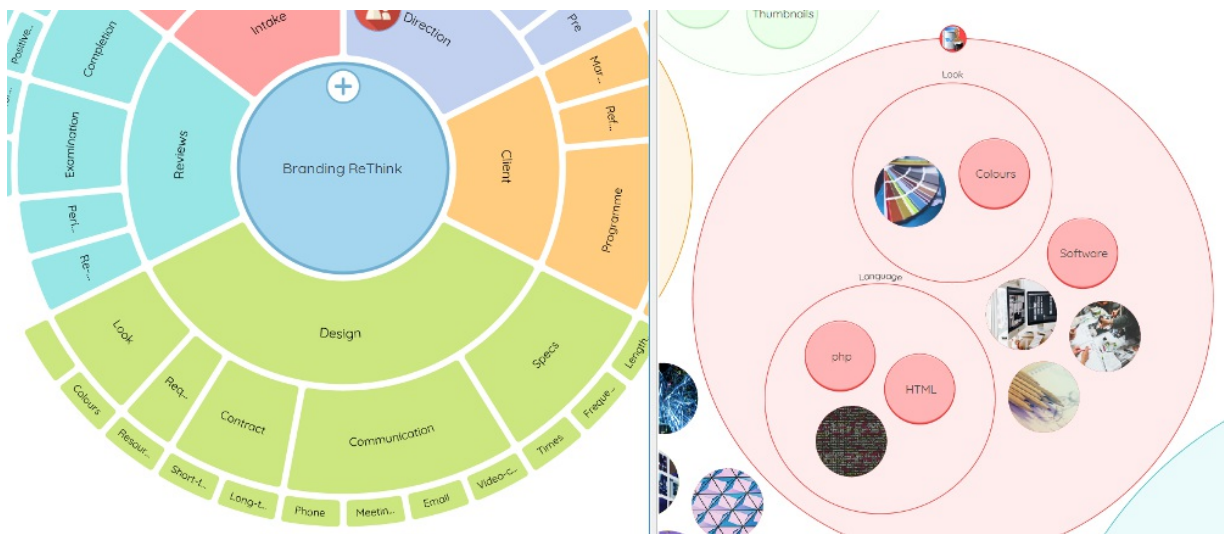 Intake
Direction
Pre
Positive...
Completion
Mar...
Ref...
Examination
Reviews
Branding ReThink
Client
Programme
Peri...
Re-...
Look
Design
Specs
Length
Req...
Contract
Communication
Freque...
Colours
Resour...
Short-t...
Long-t...
Phone
Meetin...
Email
Video-c...
Times
Thumbnails
Look
Colours
Software
Language
php
HTML